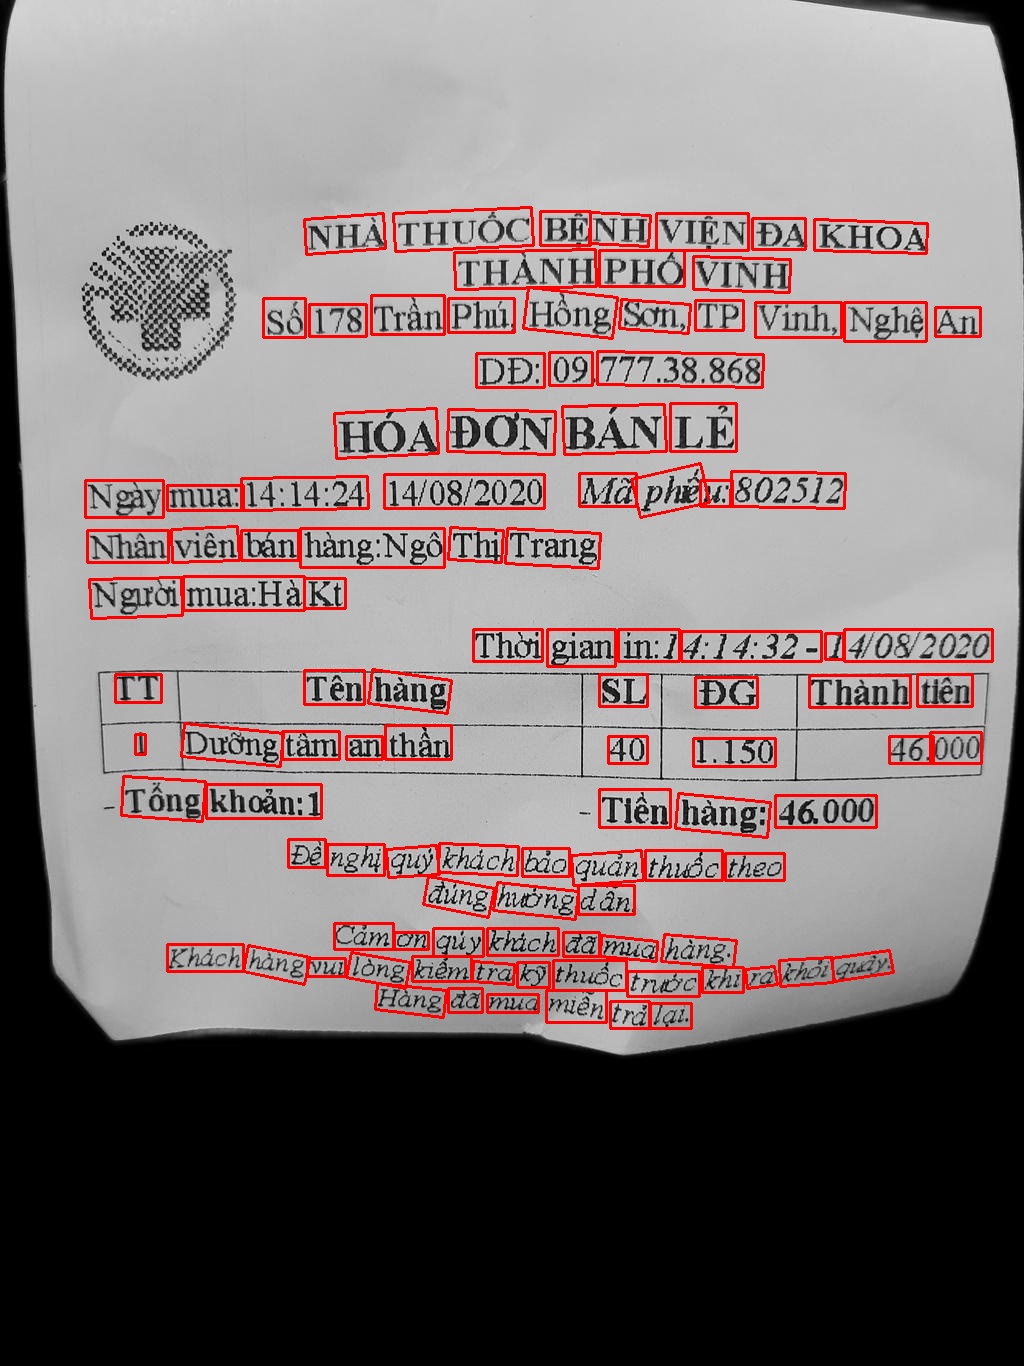 NHÀ THUỐC BỆNH VIỆN ĐA KHOA
THÀNH PHỐ VINH
Số 178 Trần Phú, Hồng Sơn, TP Vinh, Nghệ An
DĐ: 09.777.38.868
HÓA ĐƠN BÁN LẺ
Ngày mua:14:14:24 14/08/2020 Mã phiếu:802512
Nhân viên bán hàng:Ngô Thị Trang
Người mua:Hà Kt
Thời gian in:14:14:32 - 14/08/2020
TT Tên hàng SL ĐG Thành tiên
1 Dưỡng tâm an thần 40 1.150 46.000
- Tổng khoản:1 - Tiền hàng: 46.000
Đề nghị quý khách bảo quản thuốc theo
đúng hướng dẫn
Cảm ơn qúy khách đã mua hàng.
Khách hàng vui lòng kiểm tra kỹ thuốc trước khi ra khỏi quầy.
Hàng đã mua miễn trả lại.